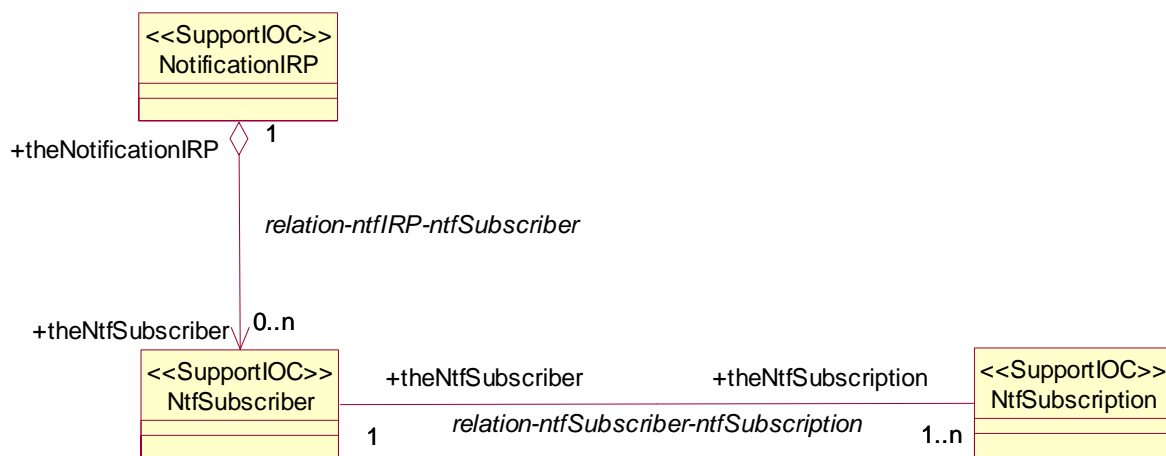 <<SupportIOC>>
NotificationIRP
1
+theNotificationIRP
relation-ntfIRP-ntfSubscriber
+theNtfSubscriber
0..n
<<SupportIOC>>
NtfSubscriber
+theNtfSubscriber
+theNtfSubscription
relation-ntfSubscriber-ntfSubscription
1
1..n
<<SupportIOC>>
NtfSubscription